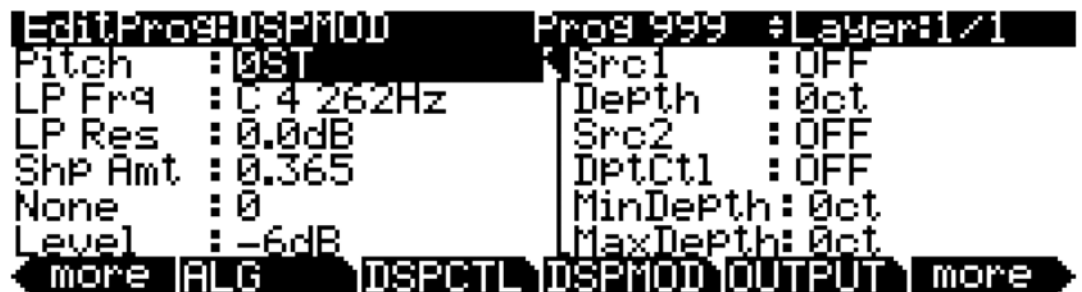 EditProg:DSPMOD Prog 999 Layer:1/1
Pitch :0ST Src1 :OFF
LP Frq :C 4 262Hz Depth :0ct
LP Res :0.0dB Src2 :OFF
Shp Amt :0.365 DptCtl :OFF
None :0 MinDepth:0ct
Level :-6dB MaxDepth:0ct
more ALG DSPCTL DSPMOD OUTPUT more